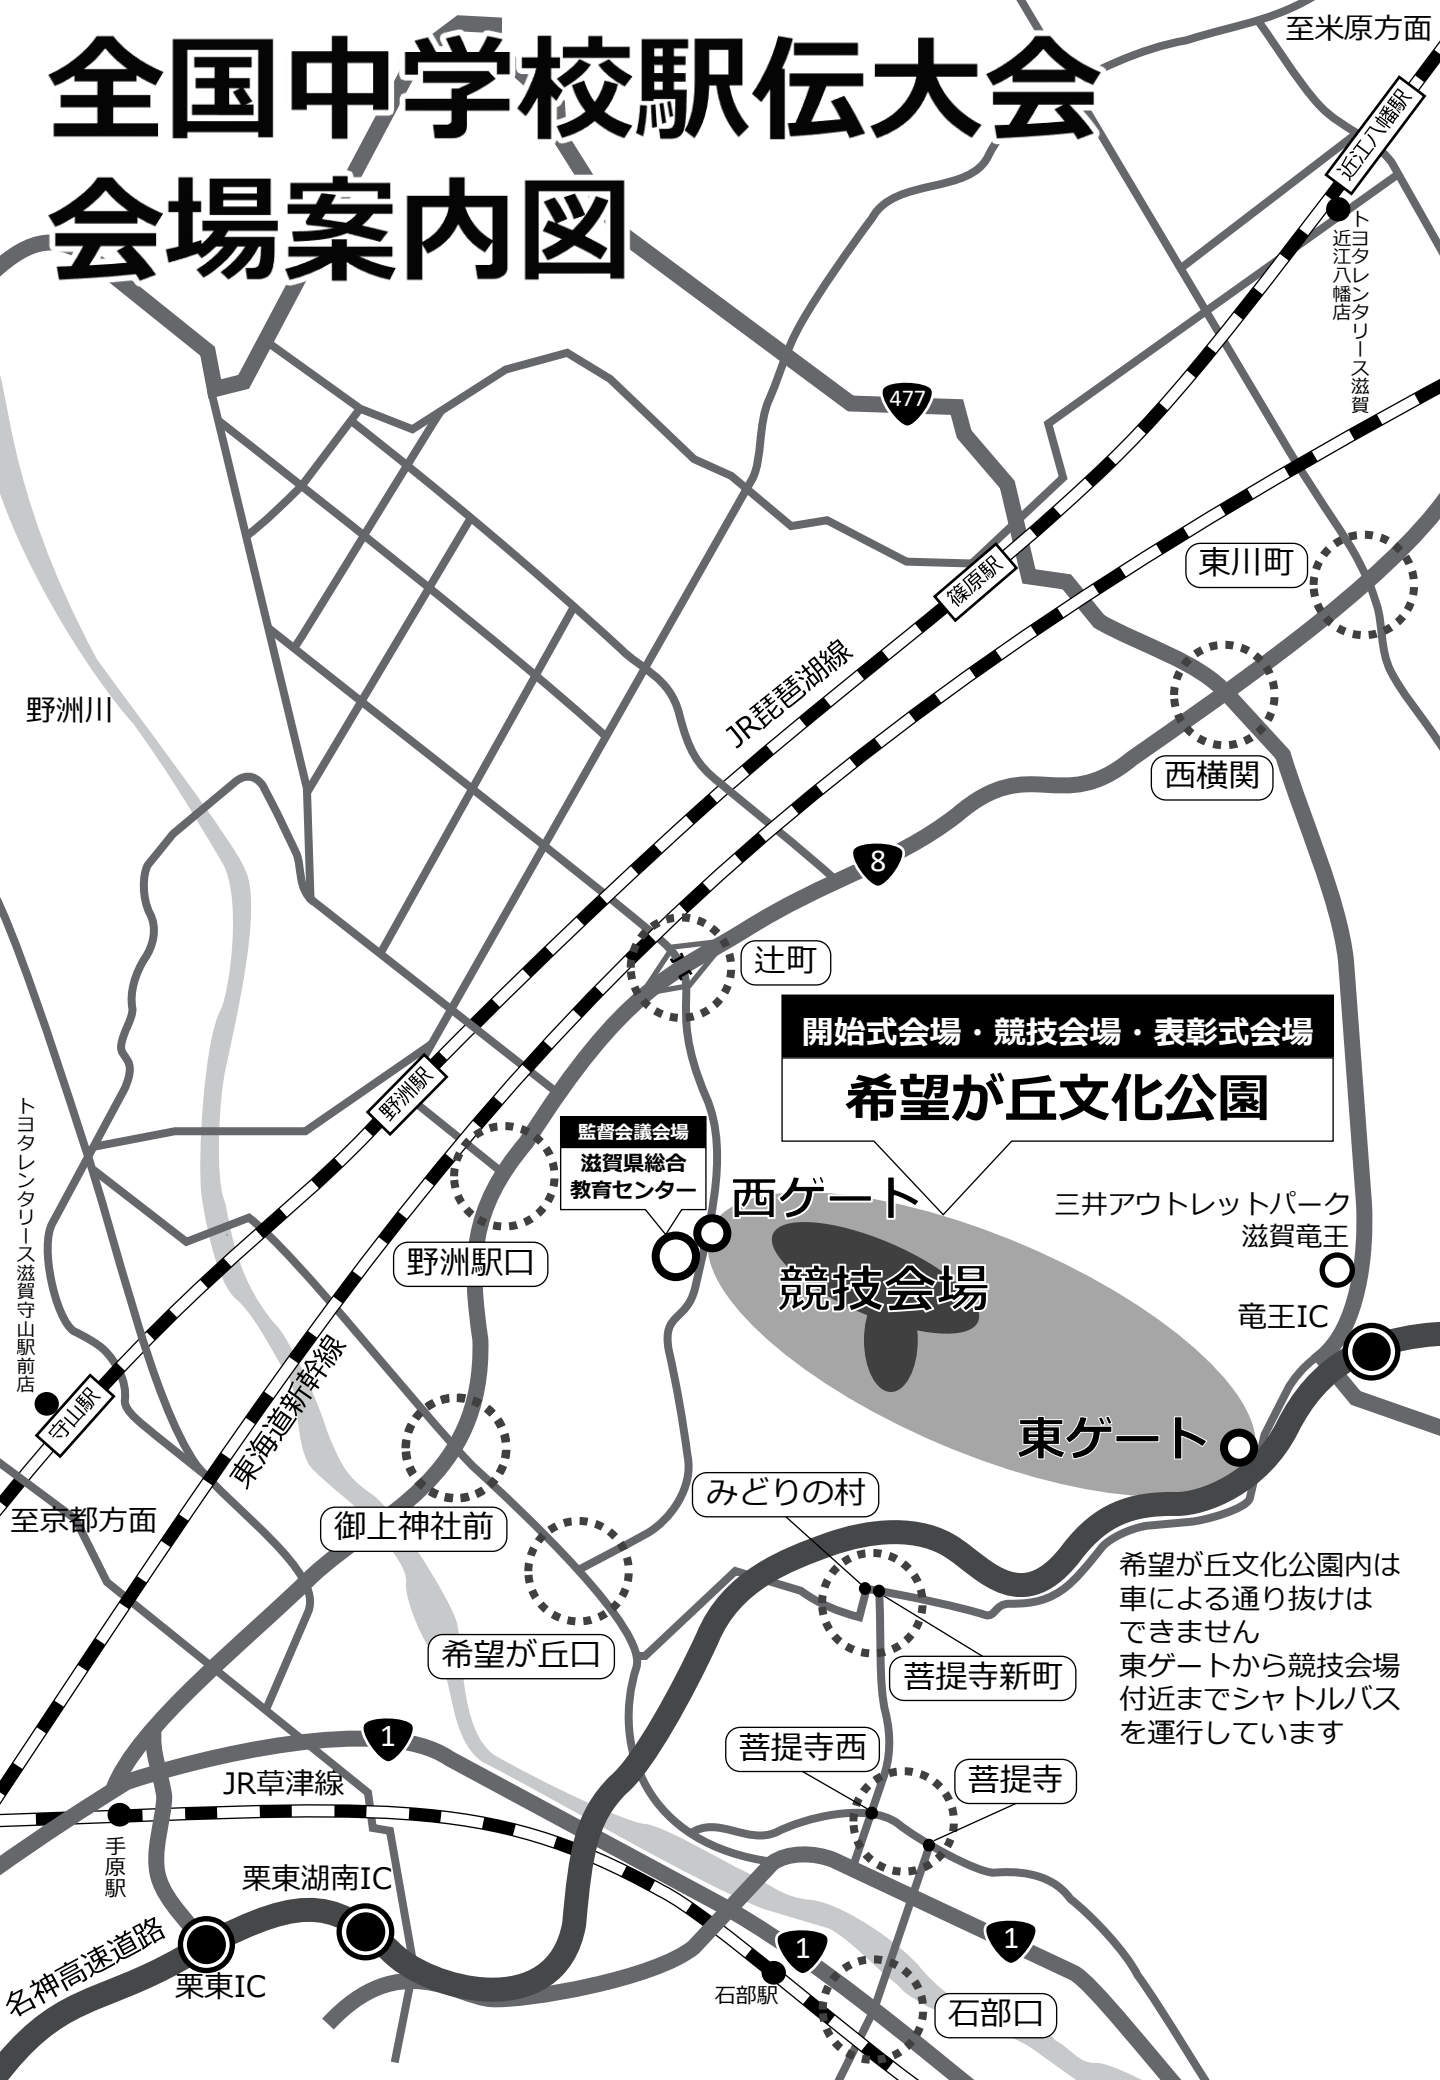 全国中学校駅伝大会
会場案内図
至米原方面
近江八幡駅
トヨタレンタリース滋賀
近江八幡店
477
篠原駅
東川町
JR琵琶湖線
野洲川
西横関
8
辻町
開始式会場・競技会場・表彰式会場
希望が丘文化公園
野洲駅
監督会議会場
滋賀県総合
教育センター
西ゲート
三井アウトレットパーク
滋賀竜王
トヨタレンタリース滋賀守山駅前店
野洲駅口
競技会場
竜王IC
東海道新幹線
守山駅
東ゲート
みどりの村
至京都方面
御上神社前
希望が丘文化公園内は
車による通り抜けは
できません
東ゲートから競技会場
付近までシャトルバス
を運行しています
希望が丘口
菩提寺新町
1
菩提寺西
菩提寺
JR草津線
手原駅
栗東湖南IC
名神高速道路
栗東IC
1
1
石部駅
石部口